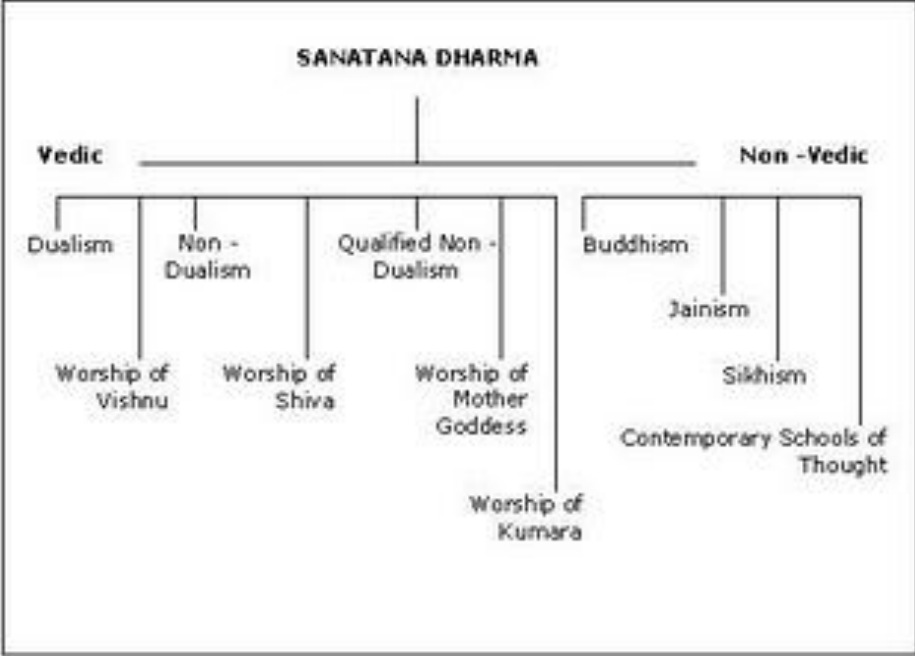 SANATANA DHARMA
Vedic
Non -Vedic
Dualism
Non -
Dualism
Qualified Non -
Dualism
Buddhism
Jainism
Worship of
Vishnu
Worship of
Shiva
Worship of
Mother
Goddess
Sikhism
Contemporary Schools of
Thought
Worship of
Kumara